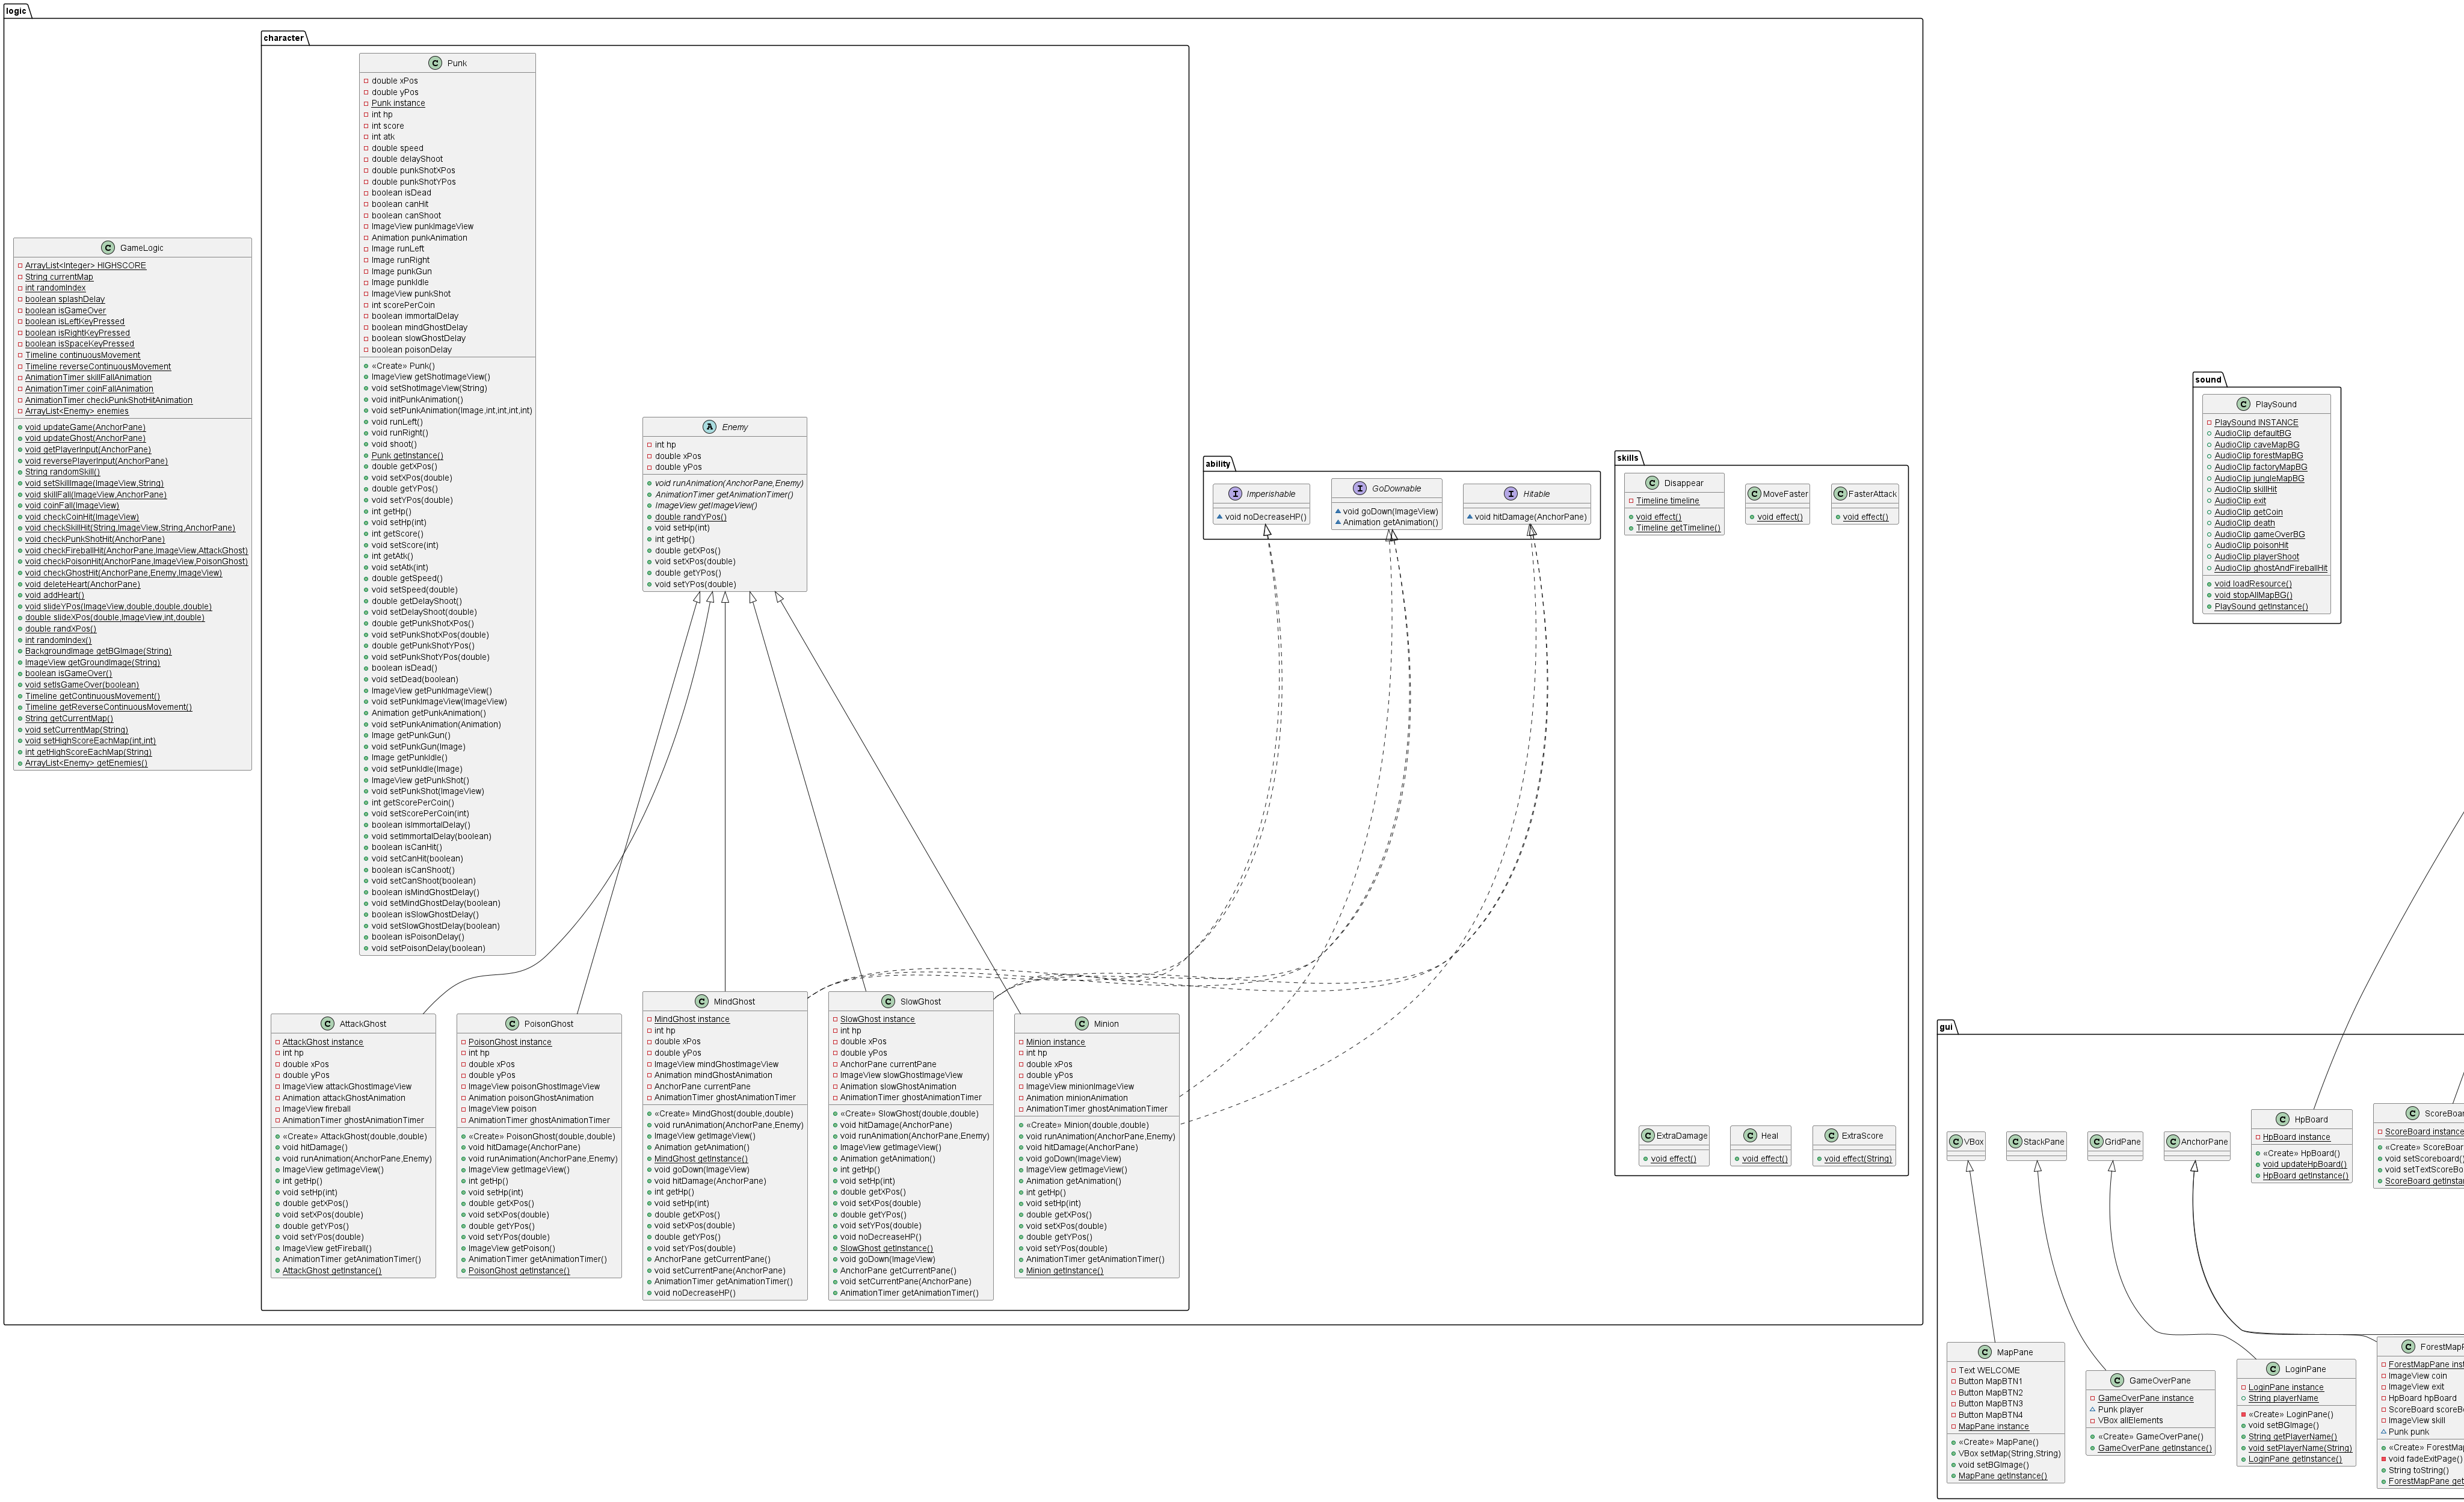 logic
character
Punk
double xPos
double yPos
Punk instance
int hp
int score
int atk
double speed
double delayShoot
double punkShotXPos
double punkShotYPos
boolean isDead
boolean canHit
boolean canShoot
ImageView punkImageView
Animation punkAnimation
Image runLeft
Image runRight
Image punkGun
Image punkIdle
ImageView punkShot
int scorePerCoin
boolean immortalDelay
boolean mindGhostDelay
boolean slowGhostDelay
boolean poisonDelay
«Create» Punk()
ImageView getShotImageView()
void setShotImageView(String)
void initPunkAnimation()
void setPunkAnimation(Image,int,int,int,int)
void runLeft()
void runRight()
void shoot()
Punk getInstance()
double getXPos()
void setXPos(double)
double getYPos()
void setYPos(double)
int getHp()
void setHp(int)
int getScore()
void setScore(int)
int getAtk()
void setAtk(int)
double getSpeed()
void setSpeed(double)
double getDelayShoot()
void setDelayShoot(double)
double getPunkShotXPos()
void setPunkShotXPos(double)
double getPunkShotYPos()
void setPunkShotYPos(double)
boolean isDead()
void setDead(boolean)
ImageView getPunkImageView()
void setPunkImageView(ImageView)
Animation getPunkAnimation()
void setPunkAnimation(Animation)
Image getPunkGun()
void setPunkGun(Image)
Image getPunkIdle()
void setPunkIdle(Image)
ImageView getPunkShot()
void setPunkShot(ImageView)
int getScorePerCoin()
void setScorePerCoin(int)
boolean isImmortalDelay()
void setImmortalDelay(boolean)
boolean isCanHit()
void setCanHit(boolean)
boolean isCanShoot()
void setCanShoot(boolean)
boolean isMindGhostDelay()
void setMindGhostDelay(boolean)
boolean isSlowGhostDelay()
void setSlowGhostDelay(boolean)
boolean isPoisonDelay()
void setPoisonDelay(boolean)
GameLogic
ArrayList<Integer> HIGHSCORE
String currentMap
int randomIndex
boolean splashDelay
boolean isGameOver
boolean isLeftKeyPressed
boolean isRightKeyPressed
boolean isSpaceKeyPressed
Timeline continuousMovement
Timeline reverseContinuousMovement
AnimationTimer skillFallAnimation
AnimationTimer coinFallAnimation
AnimationTimer checkPunkShotHitAnimation
ArrayList<Enemy> enemies
void updateGame(AnchorPane)
void updateGhost(AnchorPane)
void getPlayerInput(AnchorPane)
void reversePlayerInput(AnchorPane)
String randomSkill()
void setSkillImage(ImageView,String)
void skillFall(ImageView,AnchorPane)
void coinFall(ImageView)
void checkCoinHit(ImageView)
void checkSkillHit(String,ImageView,String,AnchorPane)
void checkPunkShotHit(AnchorPane)
void checkFireballHit(AnchorPane,ImageView,AttackGhost)
void checkPoisonHit(AnchorPane,ImageView,PoisonGhost)
void checkGhostHit(AnchorPane,Enemy,ImageView)
void deleteHeart(AnchorPane)
void addHeart()
void slideYPos(ImageView,double,double,double)
double slideXPos(double,ImageView,int,double)
double randXPos()
int randomIndex()
BackgroundImage getBGImage(String)
ImageView getGroundImage(String)
boolean isGameOver()
void setIsGameOver(boolean)
Timeline getContinuousMovement()
Timeline getReverseContinuousMovement()
String getCurrentMap()
void setCurrentMap(String)
void setHighScoreEachMap(int,int)
int getHighScoreEachMap(String)
ArrayList<Enemy> getEnemies()
Enemy
int hp
double xPos
double yPos
void runAnimation(AnchorPane,Enemy)
AnimationTimer getAnimationTimer()
ImageView getImageView()
double randYPos()
void setHp(int)
int getHp()
double getXPos()
void setXPos(double)
double getYPos()
void setYPos(double)
AttackGhost
AttackGhost instance
int hp
double xPos
double yPos
ImageView attackGhostImageView
Animation attackGhostAnimation
ImageView fireball
AnimationTimer ghostAnimationTimer
«Create» AttackGhost(double,double)
void hitDamage()
void runAnimation(AnchorPane,Enemy)
ImageView getImageView()
int getHp()
void setHp(int)
double getXPos()
void setXPos(double)
double getYPos()
void setYPos(double)
ImageView getFireball()
AnimationTimer getAnimationTimer()
AttackGhost getInstance()
PoisonGhost
PoisonGhost instance
int hp
double xPos
double yPos
ImageView poisonGhostImageView
Animation poisonGhostAnimation
ImageView poison
AnimationTimer ghostAnimationTimer
«Create» PoisonGhost(double,double)
void hitDamage(AnchorPane)
void runAnimation(AnchorPane,Enemy)
ImageView getImageView()
int getHp()
void setHp(int)
double getXPos()
void setXPos(double)
double getYPos()
void setYPos(double)
ImageView getPoison()
AnimationTimer getAnimationTimer()
PoisonGhost getInstance()
MindGhost
MindGhost instance
int hp
double xPos
double yPos
ImageView mindGhostImageView
Animation mindGhostAnimation
AnchorPane currentPane
AnimationTimer ghostAnimationTimer
«Create» MindGhost(double,double)
void runAnimation(AnchorPane,Enemy)
ImageView getImageView()
Animation getAnimation()
MindGhost getInstance()
void goDown(ImageView)
void hitDamage(AnchorPane)
int getHp()
void setHp(int)
double getXPos()
void setXPos(double)
double getYPos()
void setYPos(double)
AnchorPane getCurrentPane()
void setCurrentPane(AnchorPane)
AnimationTimer getAnimationTimer()
void noDecreaseHP()
SlowGhost
SlowGhost instance
int hp
double xPos
double yPos
AnchorPane currentPane
ImageView slowGhostImageView
Animation slowGhostAnimation
AnimationTimer ghostAnimationTimer
«Create» SlowGhost(double,double)
void hitDamage(AnchorPane)
void runAnimation(AnchorPane,Enemy)
ImageView getImageView()
Animation getAnimation()
int getHp()
void setHp(int)
double getXPos()
void setXPos(double)
double getYPos()
void setYPos(double)
void noDecreaseHP()
SlowGhost getInstance()
void goDown(ImageView)
AnchorPane getCurrentPane()
void setCurrentPane(AnchorPane)
AnimationTimer getAnimationTimer()
Minion
Minion instance
int hp
double xPos
double yPos
ImageView minionImageView
Animation minionAnimation
AnimationTimer ghostAnimationTimer
«Create» Minion(double,double)
void runAnimation(AnchorPane,Enemy)
void hitDamage(AnchorPane)
void goDown(ImageView)
ImageView getImageView()
Animation getAnimation()
int getHp()
void setHp(int)
double getXPos()
void setXPos(double)
double getYPos()
void setYPos(double)
AnimationTimer getAnimationTimer()
Minion getInstance()
ability
Imperishable
void noDecreaseHP()
GoDownable
void goDown(ImageView)
Animation getAnimation()
Hitable
void hitDamage(AnchorPane)
skills
Disappear
Timeline timeline
void effect()
Timeline getTimeline()
MoveFaster
void effect()
FasterAttack
void effect()
ExtraDamage
void effect()
Heal
void effect()
ExtraScore
void effect(String)
sound
PlaySound
PlaySound INSTANCE
AudioClip defaultBG
AudioClip caveMapBG
AudioClip forestMapBG
AudioClip factoryMapBG
AudioClip jungleMapBG
AudioClip skillHit
AudioClip exit
AudioClip getCoin
AudioClip death
AudioClip gameOverBG
AudioClip poisonHit
AudioClip playerShoot
AudioClip ghostAndFireballHit
void loadResource()
void stopAllMapBG()
PlaySound getInstance()
gui
VBox
StackPane
GridPane
AnchorPane
HpBoard
HpBoard instance
«Create» HpBoard()
void updateHpBoard()
HpBoard getInstance()
ScoreBoar
ScoreBoard instance
«Create» ScoreBoar
void setScoreboard()
void setTextScoreBo
ScoreBoard getInsta
MapPane
Text WELCOME
Button MapBTN1
Button MapBTN2
Button MapBTN3
Button MapBTN4
MapPane instance
«Create» MapPane()
VBox setMap(String,String)
void setBGImage()
MapPane getInstance()
GameOverPane
GameOverPane instance
Punk player
VBox allElements
«Create» GameOverPane()
GameOverPane getInstance()
LoginPane
LoginPane instance
String playerName
«Create» LoginPane()
void setBGImage()
String getPlayerName()
void setPlayerName(String)
LoginPane getInstance()
ForestMapP
ForestMapPane inst
ImageView coin
ImageView exit
HpBoard hpBoard
ScoreBoard scoreBo
ImageView skill
Punk punk
«Create» ForestMap
void fadeExitPage()
String toString()
ForestMapPane get